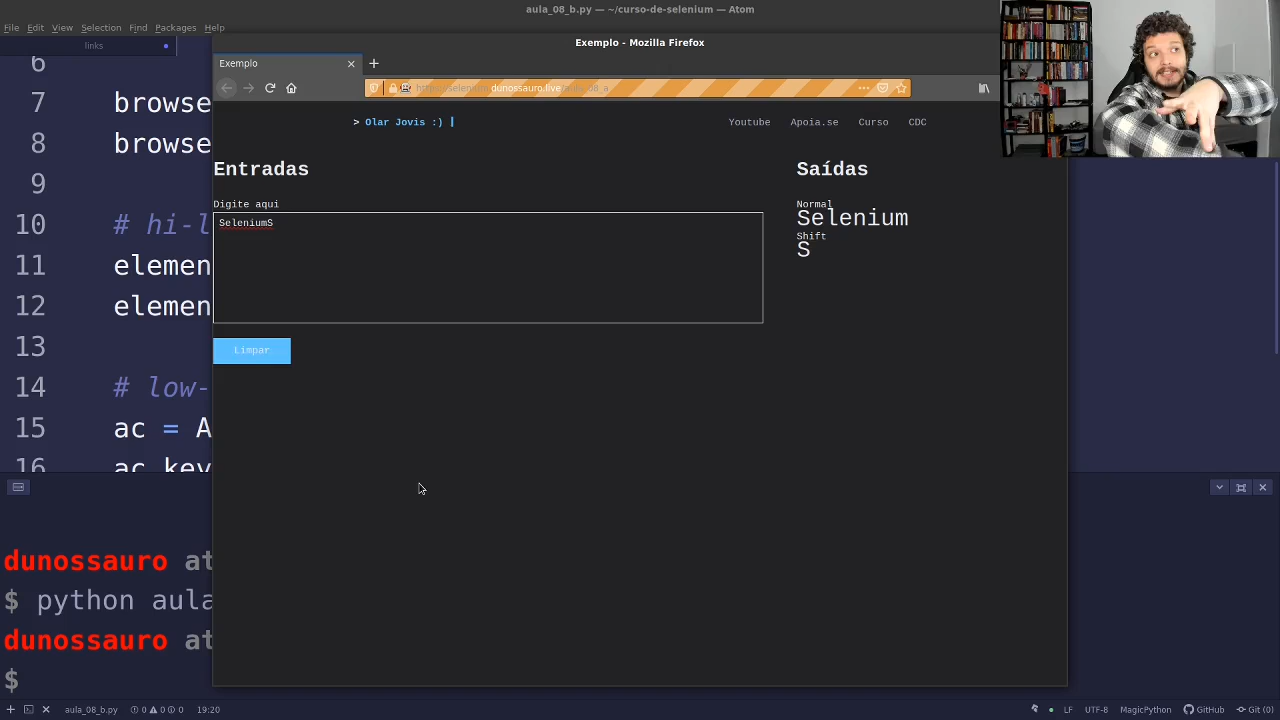 aula_08_b.py — ~/curso-de-selenium — Atom
File Edit View Selection Find Packages Help
links
Exemplo - Mozilla Firefox
Exemplo
dunossauro.live
> Olar Jovis :)
Youtube Apoia.se Curso CDC
Entradas
Digite aqui
SeleniumS
Limpar
Saídas
Normal
Selenium
Shift
S
6
7 browse
8 browse
9
10 # hi-l
11 elemen
12 elemen
13
14 # low-
15 ac = A
16 ac key
dunossauro at
$ python aula
dunossauro at
$
aula_08_b.py 0 0 0 19:20 LF UTF-8 MagicPython GitHub Git (0)